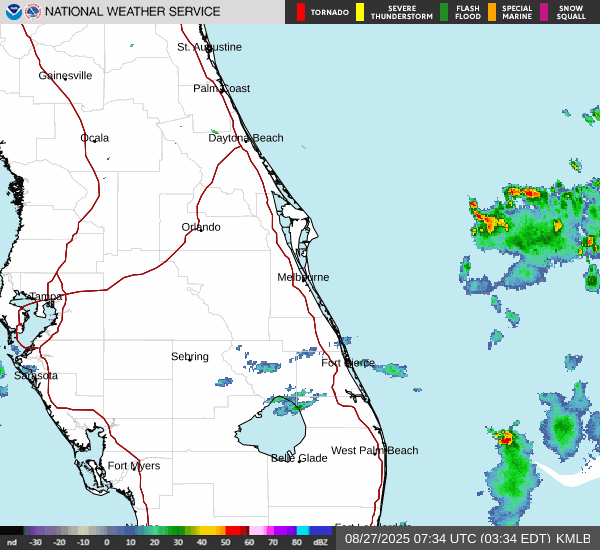 NATIONAL WEATHER SERVICE
TORNADO
SEVERE
THUNDERSTORM
FLASH
FLOOD
SPECIAL
MARINE
SNOW
SQUALL
St. Augustine
Gainesville
Palm Coast
Ocala
Daytona Beach
Orlando
Melbourne
Tampa
Sebring
Fort Pierce
Sarasota
West Palm Beach
Belle Glade
Fort Myers
nd -30 -20 -10 0 10 20 30 40 50 60 70 80 dBZ
08/27/2025 07:34 UTC (03:34 EDT) KMLB